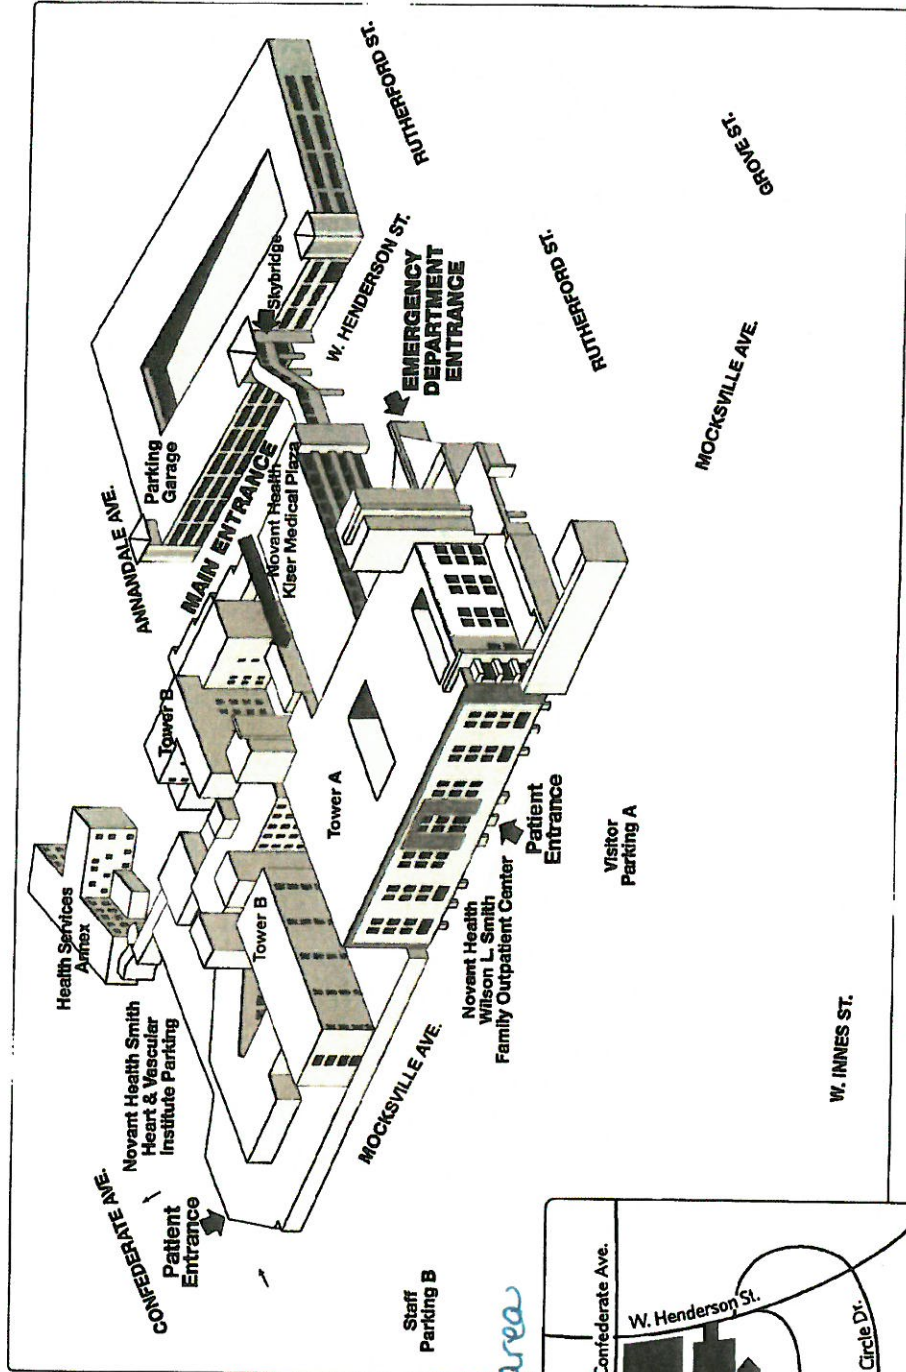 Health Services
Annex
ANNANDALE AVE.
Parking
Garage
RUTHERFORD ST.
Novant Health Smith
Heart & Vascular
Institute Parking
Tower B
MAIN ENTRANCE
Skybridge
CONFEDERATE AVE.
Patient
Entrance
Tower B
Novant Health
Kiser Medical Plaza
W. HENDERSON ST.
Tower A
EMERGENCY
DEPARTMENT
ENTRANCE
MOCKSVILLE AVE.
RUTHERFORD ST.
GROVE ST.
Staff
Parking B
Novant Health
Wilson L. Smith
Family Outpatient Center
Patient
Entrance
Visitor
Parking A
MOCKSVILLE AVE.
W. INNES ST.
area
Confederate Ave.
W. Henderson St.
Circle Dr.